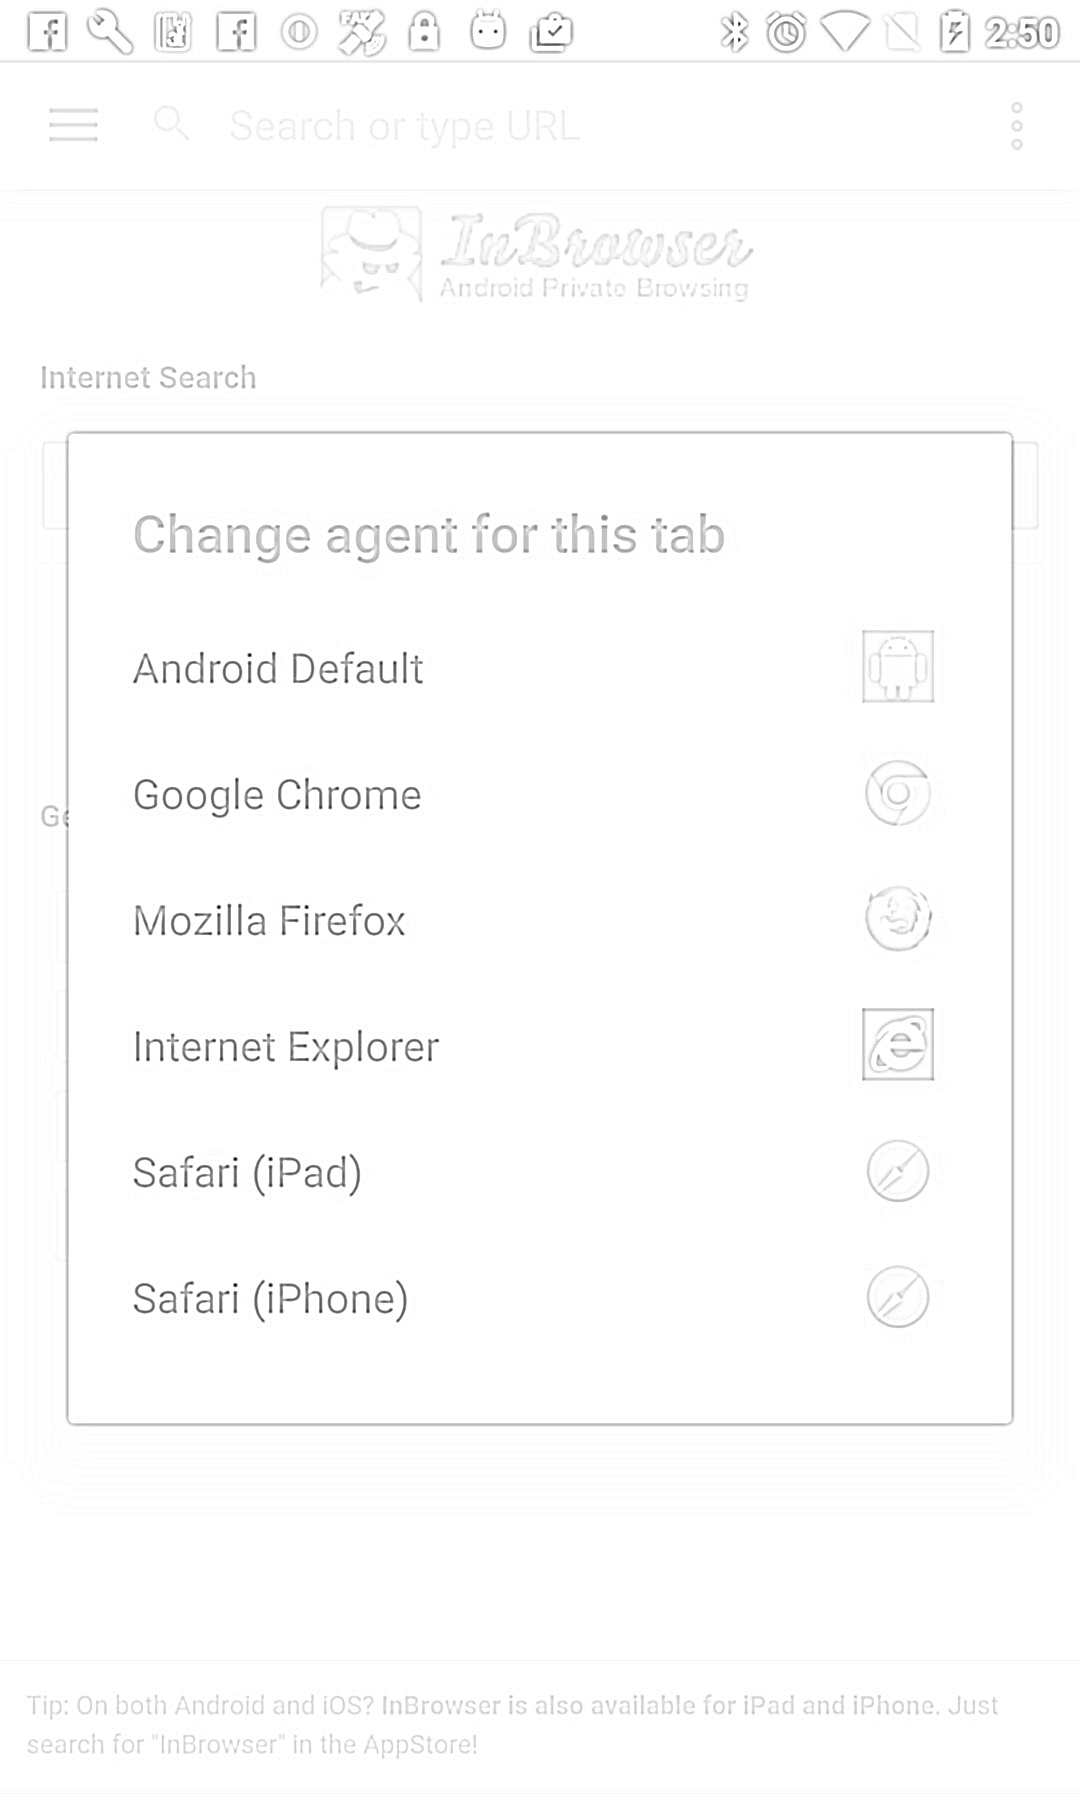 2:50
Search or type URL
InBrowser
Android Private Browsing
Internet Search
Change agent for this tab
Android Default
Google Chrome
Mozilla Firefox
Internet Explorer
Safari (iPad)
Safari (iPhone)
Tip: On both Android and iOS? InBrowser is also available for iPad and iPhone. Just
search for "InBrowser" in the AppStore!